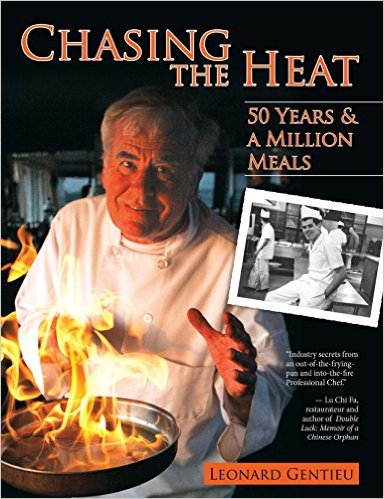 CHASING
THE HEAT
50 YEARS &
A MILLION
MEALS
"Industry secrets from
an out-of-the-frying-
pan and into-the-fire
Professional Chef."
— Lu Chi Fa,
restaurateur and
author of Double
Luck: Memoir of a
Chinese Orphan
LEONARD GENTIEU